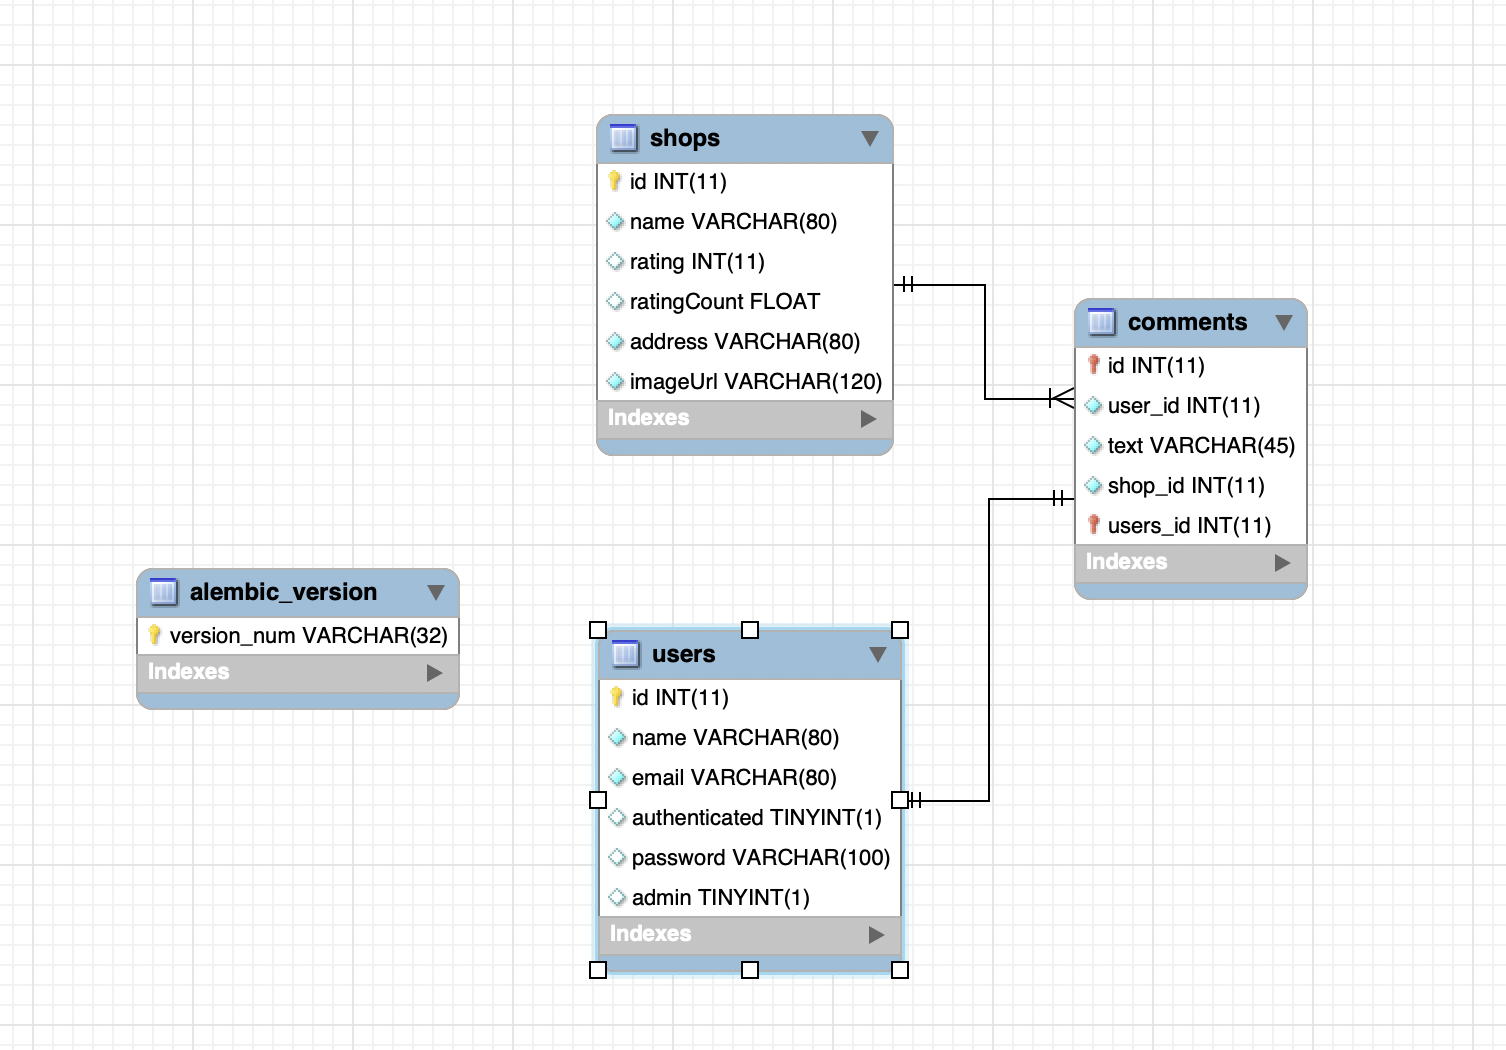 shops
id INT(11)
name VARCHAR(80)
rating INT(11)
ratingCount FLOAT
address VARCHAR(80)
imageUrl VARCHAR(120)
Indexes
comments
id INT(11)
user_id INT(11)
text VARCHAR(45)
shop_id INT(11)
users_id INT(11)
Indexes
alembic_version
version_num VARCHAR(32)
Indexes
users
id INT(11)
name VARCHAR(80)
email VARCHAR(80)
authenticated TINYINT(1)
password VARCHAR(100)
admin TINYINT(1)
Indexes